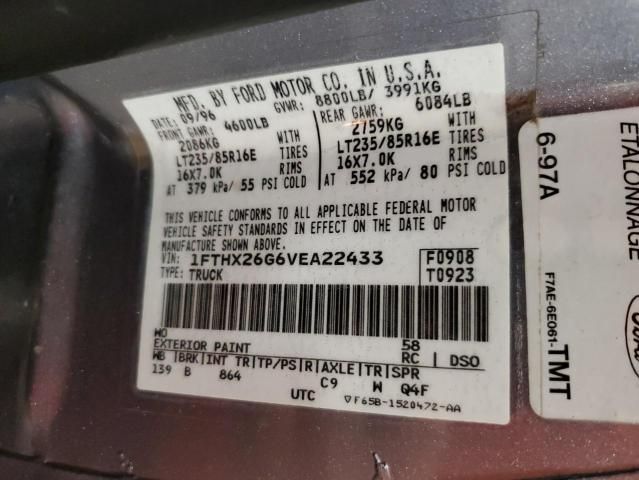 MFD. BY FORD MOTOR CO. IN U.S.A.
DATE: 09/96 GVWR: 8800LB/ 3991KG
FRONT GAWR: 4600LB REAR GAWR: 6084LB
2086KG WITH 2759KG WITH
LT235/85R16E TIRES LT235/85R16E TIRES
16X7.0K RIMS 16X7.0K RIMS
AT 379 kPa/ 55 PSI COLD AT 552 kPa/ 80 PSI COLD
THIS VEHICLE CONFORMS TO ALL APPLICABLE FEDERAL MOTOR
VEHICLE SAFETY STANDARDS IN EFFECT ON THE DATE OF
MANUFACTURE SHOWN ABOVE.
VIN: 1FTHX26G6VEA22433 F0908
TYPE: TRUCK T0923
WO 58
EXTERIOR PAINT RC DSO
WB BRK INT TR TP/PS R AXLE TR SPR
139 B 864 C9 W Q4F
UTC ▽F65B-1520472-AA
6-97A
ETALONNAGE
F7AE-6E061-TMT